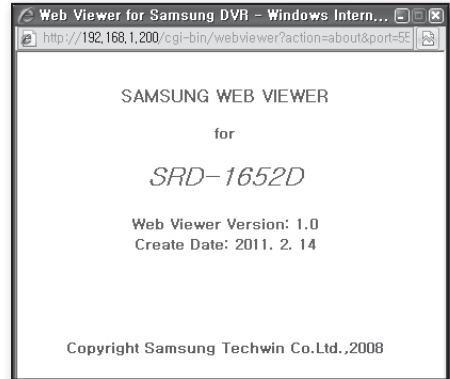 Web Viewer for Samsung DVR - Windows Intern...
http://192,168,1,200/cgi-bin/webviewer?action=about&port=55
SAMSUNG WEB VIEWER
for
SRD-1652D
Web Viewer Version: 1.0
Create Date: 2011. 2. 14
Copyright Samsung Techwin Co.Ltd.,2008